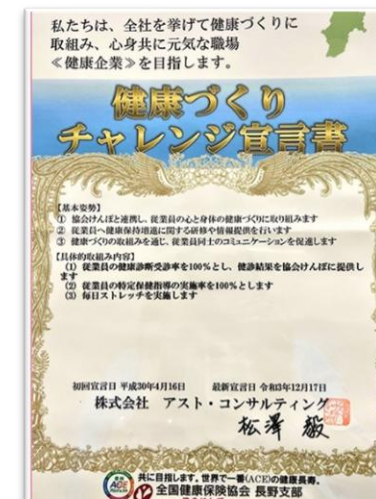 私たちは、全社を挙げて健康づくりに
取組み、心身共に元気な職場
≪健康企業≫を目指します。
健康づくり
チャレンジ宣言書
【基本姿勢】
① 協会けんぽと連携し、従業員の心と身体の健康づくりに取り組みます
② 従業員へ健康保持増進に関する研修や情報提供を行います
③ 健康づくりの取組みを通じ、従業員同士のコミュニケーションを促進します
【具体的取組み内容】
(1) 従業員の健康診断受診率を100%とし、健診結果を協会けんぽに提供し
ます
(2) 従業員の特定保健指導の実施率を100%とします
(3) 毎日ストレッチを実施します
初回宣言日 平成30年4月16日 最新宣言日 令和3年12月17日
株式会社 アスト・コンサルティング
松澤 毅
共に目指します。世界で一番(ACE)の健康長寿。
ACE
全国健康保険協会 長野支部